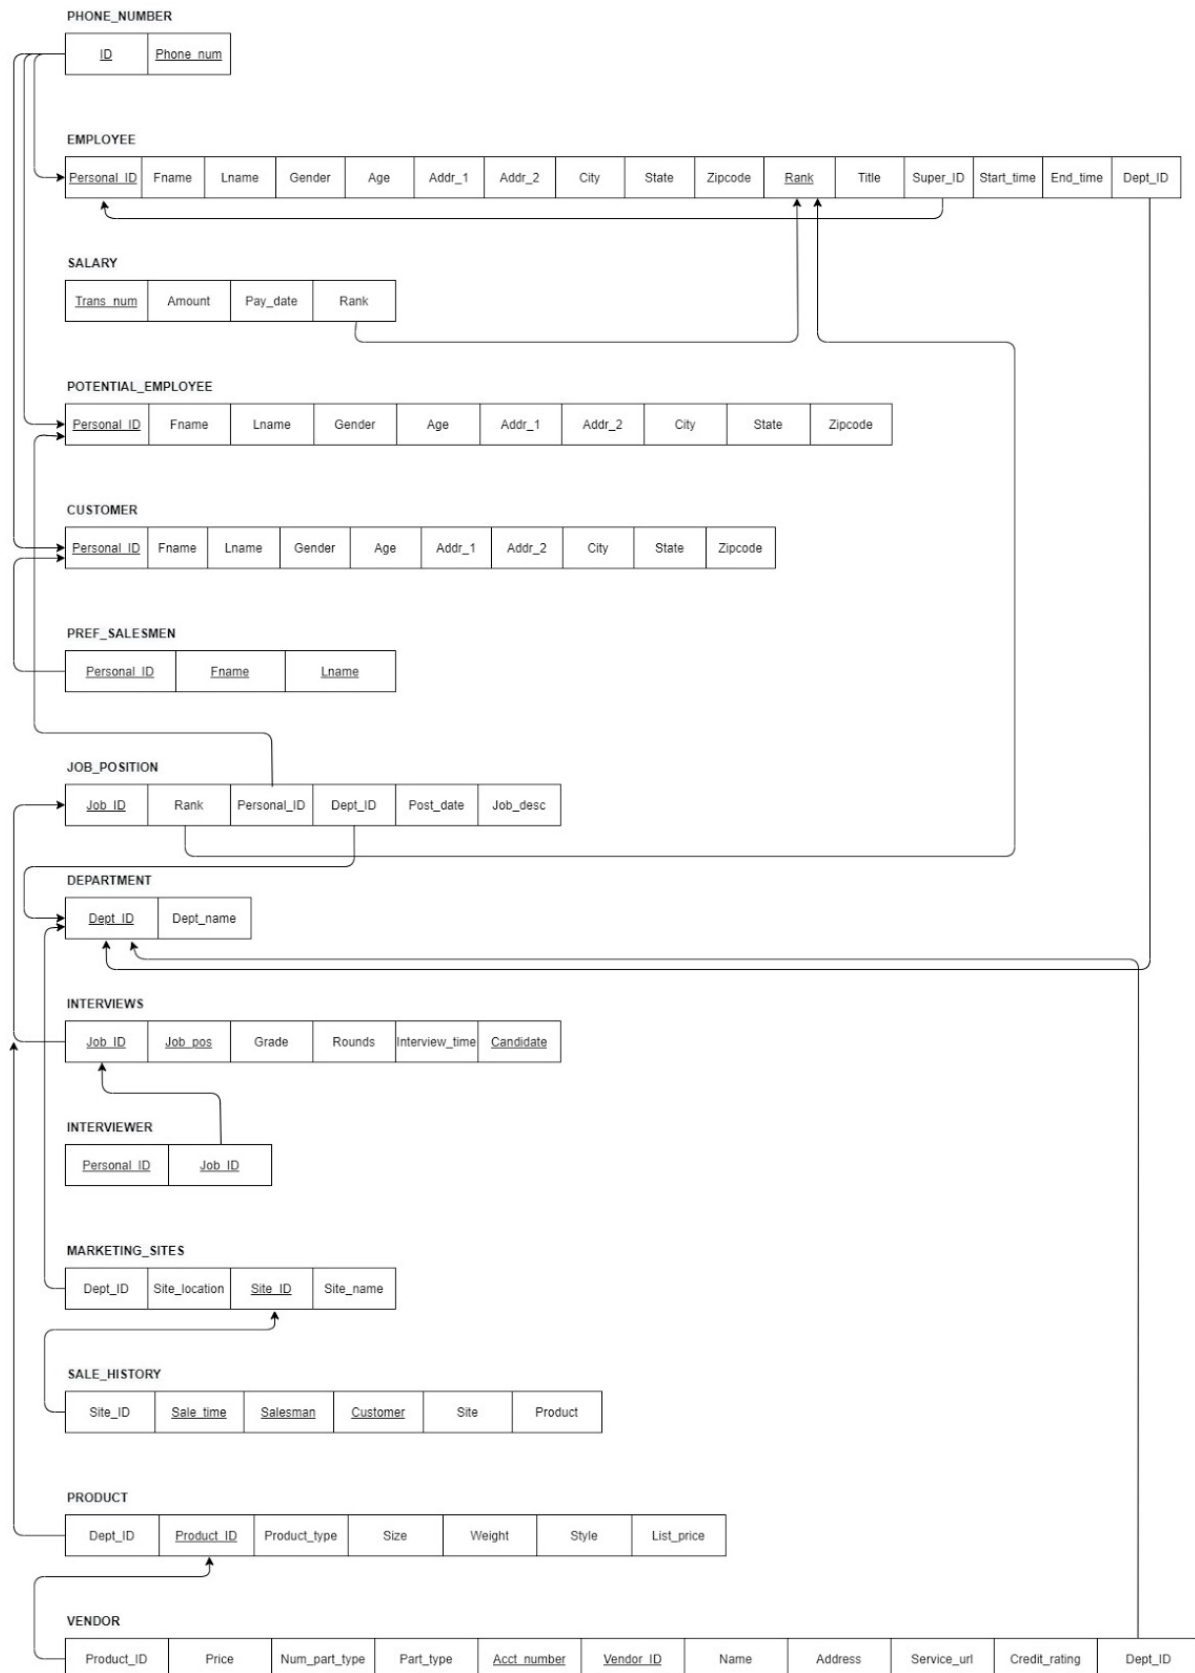 PHONE_NUMBER
ID Phone_num
EMPLOYEE
Personal_ID Fname Lname Gender Age Addr_1 Addr_2 City State Zipcode Rank Title Super_ID Start_time End_time Dept_ID
SALARY
Trans_num Amount Pay_date Rank
POTENTIAL_EMPLOYEE
Personal_ID Fname Lname Gender Age Addr_1 Addr_2 City State Zipcode
CUSTOMER
Personal_ID Fname Lname Gender Age Addr_1 Addr_2 City State Zipcode
PREF_SALESMEN
Personal_ID Fname Lname
JOB_POSITION
Job_ID Rank Personal_ID Dept_ID Post_date Job_desc
DEPARTMENT
Dept_ID Dept_name
INTERVIEWS
Job_ID Job_pos Grade Rounds Interview_time Candidate
INTERVIEWER
Personal_ID Job_ID
MARKETING_SITES
Dept_ID Site_location Site_ID Site_name
SALE_HISTORY
Site_ID Sale_time Salesman Customer Site Product
PRODUCT
Dept_ID Product_ID Product_type Size Weight Style List_price
VENDOR
Product_ID Price Num_part_type Part_type Acct_number Vendor_ID Name Address Service_url Credit_rating Dept_ID